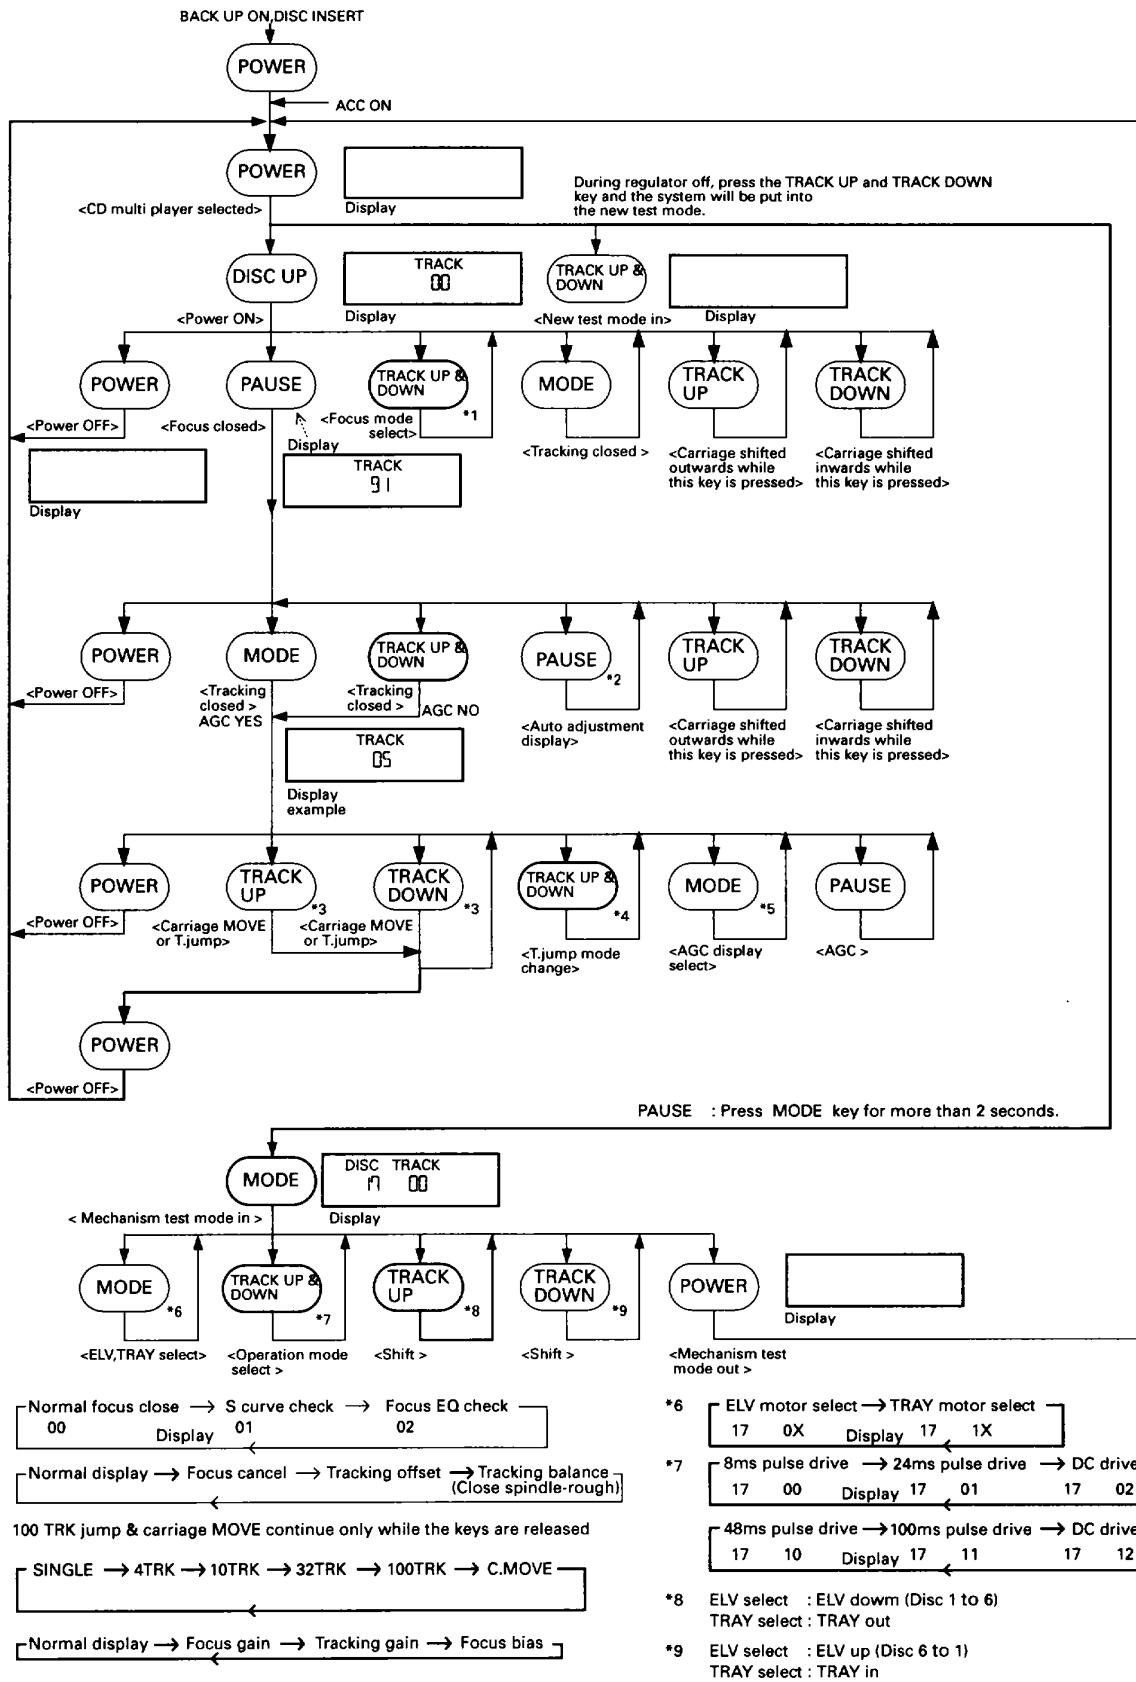 BACK UP ON,DISC INSERT
POWER
ACC ON
POWER
Display
<CD multi player selected>
During regulator off, press the TRACK UP and TRACK DOWN
key and the system will be put into
the new test mode.
DISC UP
TRACK
00
Display
<Power ON>
TRACK UP &
DOWN
Display
<New test mode in>
POWER
<Power OFF>
Display
PAUSE
<Focus closed>
Display
TRACK
91
TRACK UP &
DOWN
*1
<Focus mode
select>
MODE
<Tracking closed >
TRACK
UP
<Carriage shifted
outwards while
this key is pressed>
TRACK
DOWN
<Carriage shifted
inwards while
this key is pressed>
POWER
<Power OFF>
MODE
<Tracking
closed >
AGC YES
TRACK UP &
DOWN
<Tracking
closed >
AGC NO
TRACK
05
Display
example
PAUSE
*2
<Auto adjustment
display>
TRACK
UP
<Carriage shifted
outwards while
this key is pressed>
TRACK
DOWN
<Carriage shifted
inwards while
this key is pressed>
POWER
<Power OFF>
TRACK
UP
*3
<Carriage MOVE
or T.jump>
TRACK
DOWN
*3
<Carriage MOVE
or T.jump>
TRACK UP &
DOWN
*4
<T.jump mode
change>
MODE
*5
<AGC display
select>
PAUSE
<AGC >
POWER
<Power OFF>
PAUSE : Press MODE key for more than 2 seconds.
MODE
DISC TRACK
17 00
Display
< Mechanism test mode in >
MODE
*6
<ELV,TRAY select>
TRACK UP &
DOWN
*7
<Operation mode
select >
TRACK
UP
*8
<Shift >
TRACK
DOWN
*9
<Shift >
POWER
<Mechanism test
mode out >
Display
Normal focus close → S curve check → Focus EQ check
00 Display 01 02
Normal display → Focus cancel → Tracking offset → Tracking balance
(Close spindle-rough)
100 TRK jump & carriage MOVE continue only while the keys are released
SINGLE → 4TRK → 10TRK → 32TRK → 100TRK → C.MOVE
Normal display → Focus gain → Tracking gain → Focus bias
*6 ELV motor select → TRAY motor select
17 0X Display 17 1X
*7 8ms pulse drive → 24ms pulse drive → DC drive
17 00 Display 17 01 17 02
48ms pulse drive → 100ms pulse drive → DC drive
17 10 Display 17 11 17 12
*8 ELV select : ELV dowm (Disc 1 to 6)
TRAY select : TRAY out
*9 ELV select : ELV up (Disc 6 to 1)
TRAY select : TRAY in